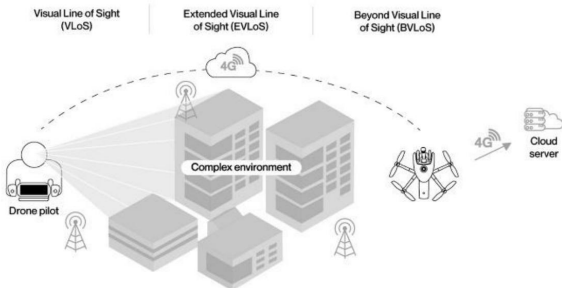 Visual Line of Sight
(VLoS)
Extended Visual Line
of Sight (EVLoS)
Beyond Visual Line
of Sight (BVLoS)
4G
Complex environment
Drone pilot
4G
Cloud
server